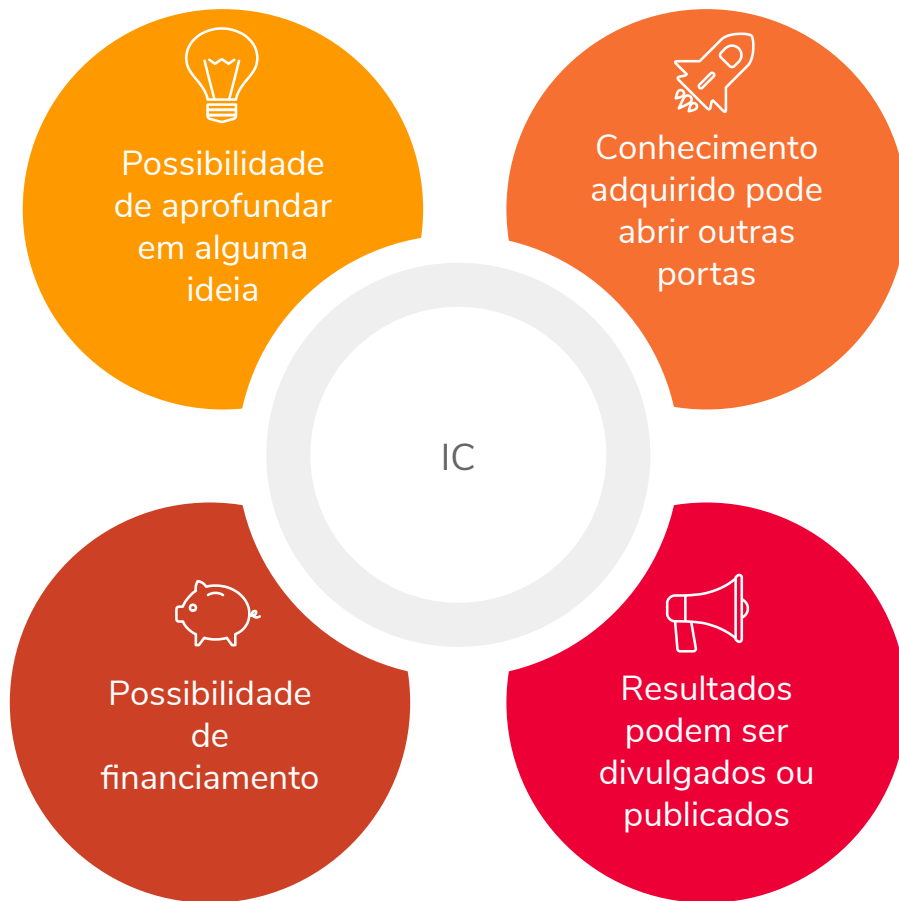 Possibilidade
de aprofundar
em alguma
ideia
Conhecimento
adquirido pode
abrir outras
portas
IC
Possibilidade
de
financiamento
Resultados
podem ser
divulgados ou
publicados